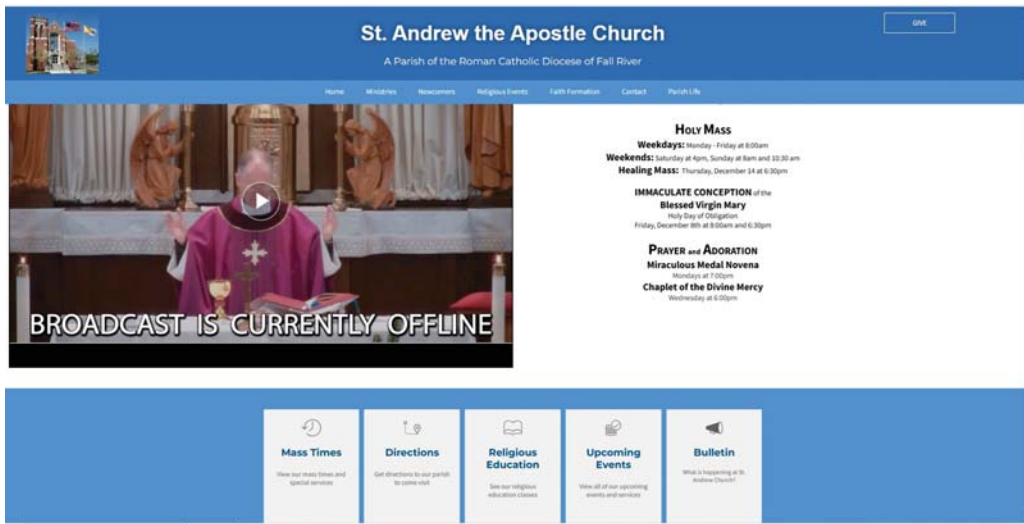 St. Andrew the Apostle Church
A Parish of the Roman Catholic Diocese of Fall River
GIVE
Home Ministries Newcomers Religious Events Faith Formation Contact Parish Life
BROADCAST IS CURRENTLY OFFLINE
HOLY MASS
Weekdays: Monday - Friday at 8:00am
Weekends: Saturday at 4pm, Sunday at 8am and 10:30 am
Healing Mass: Thursday, December 14 at 6:30pm
IMMACULATE CONCEPTION of the
Blessed Virgin Mary
Holy Day of Obligation
Friday, December 8th at 8:00am and 6:30pm
PRAYER and ADORATION
Miraculous Medal Novena
Mondays at 7:00pm
Chaplet of the Divine Mercy
Wednesday at 6:00pm
Mass Times
View our mass times and
special services
Directions
Get directions to our parish
to come visit
Religious
Education
See our religious
education classes
Upcoming
Events
View all of our upcoming
events and services
Bulletin
What is happening at St.
Andrew Church?